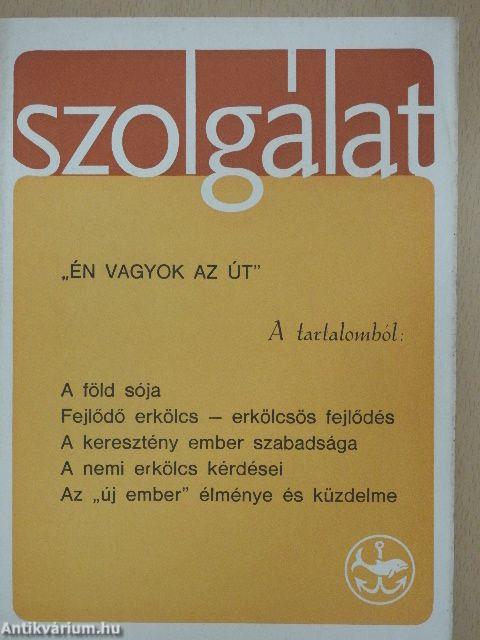 szolgálat
„ÉN VAGYOK AZ ÚT”
A tartalomból:
A föld sója
Fejlődő erkölcs — erkölcsös fejlődés
A keresztény ember szabadsága
A nemi erkölcs kérdései
Az „új ember” élménye és küzdelme
Antikvárium.hu